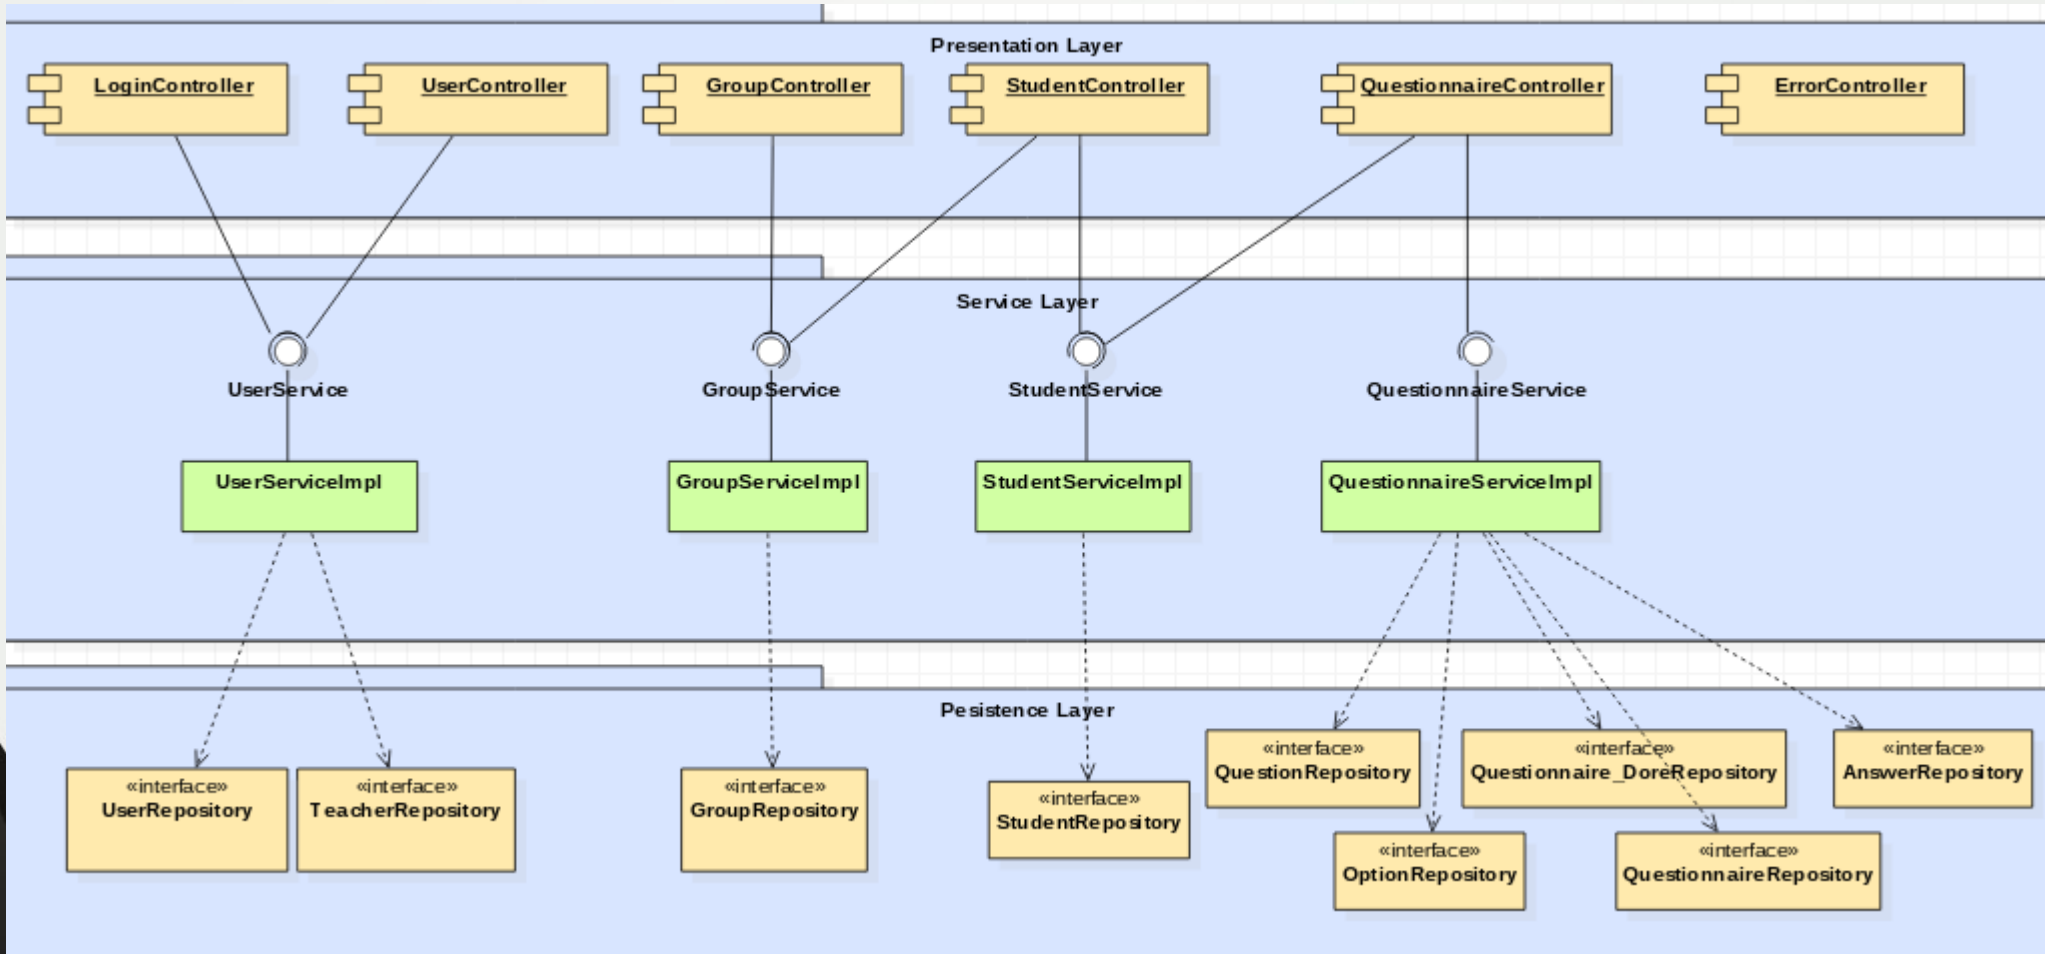 Presentation Layer
LoginController
UserController
GroupController
StudentController
QuestionnaireController
ErrorController
Service Layer
UserService
GroupService
StudentService
QuestionnaireService
UserServiceImpl
GroupServiceImpl
StudentServiceImpl
QuestionnaireServiceImpl
Pesistence Layer
«interface»
UserRepository
«interface»
TeacherRepository
«interface»
GroupRepository
«interface»
StudentRepository
«interface»
QuestionRepository
«interface»
Questionnaire_DoreRepository
«interface»
AnswerRepository
«interface»
OptionRepository
«interface»
QuestionnaireRepository